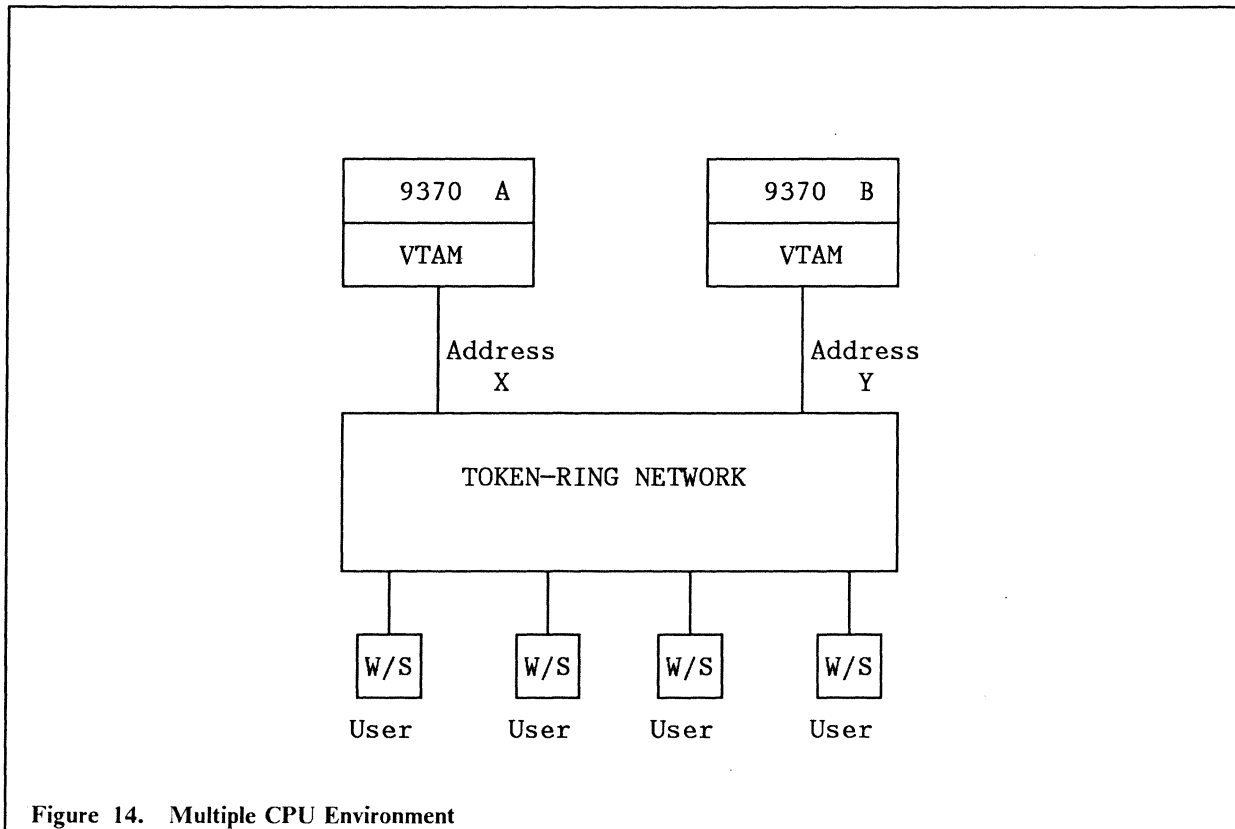 9370 A
9370 B
VTAM
VTAM
Address
X
Address
Y
TOKEN-RING NETWORK
W/S
W/S
W/S
W/S
User
User
User
User
Figure 14. Multiple CPU Environment